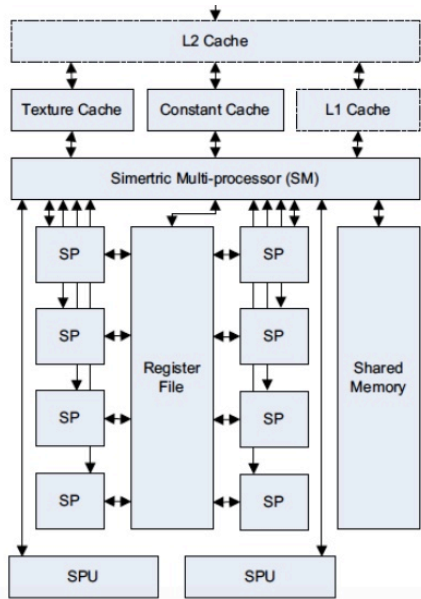 L2 Cache
Texture Cache
Constant Cache
L1 Cache
Simertric Multi-processor (SM)
SP
SP
SP
SP
Register
File
SP
SP
SP
SP
Shared
Memory
SPU
SPU